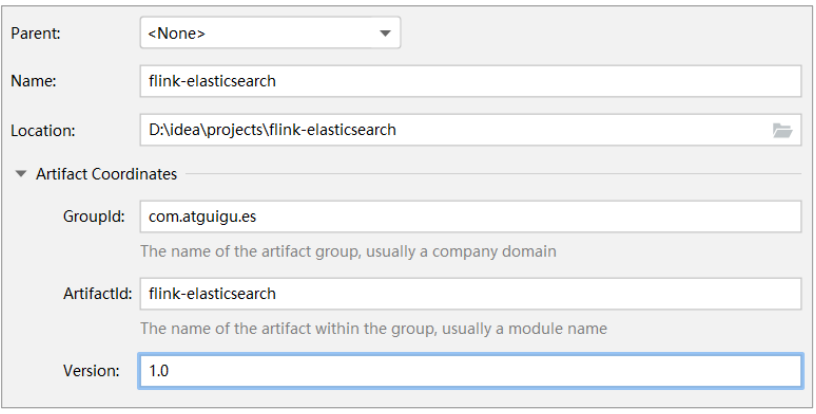 Parent: <None>
Name: flink-elasticsearch
Location: D:\idea\projects\flink-elasticsearch
Artifact Coordinates
GroupId: com.atguigu.es
The name of the artifact group, usually a company domain
ArtifactId: flink-elasticsearch
The name of the artifact within the group, usually a module name
Version: 1.0